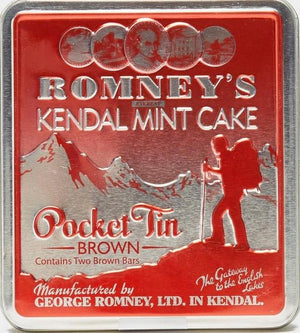 ROMNEY'S
KENDAL MINT CAKE
Pocket Tin
BROWN
Contains Two Brown Bars
The Gateway
to the English
Lakes
Manufactured by
GEORGE ROMNEY, LTD. IN KENDAL.